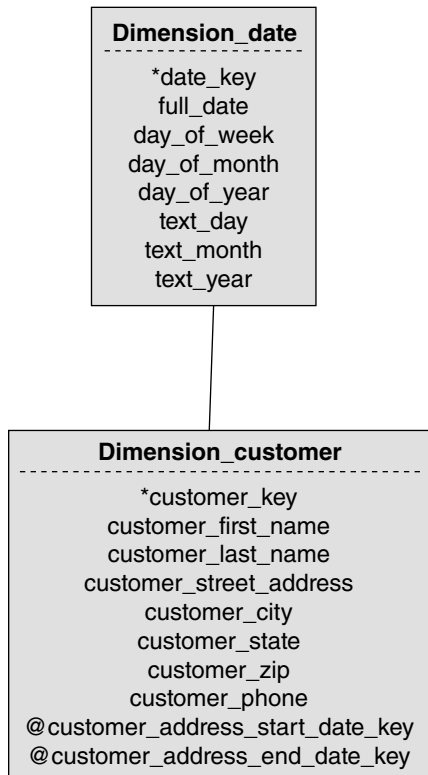 Dimension_date
*date_key
full_date
day_of_week
day_of_month
day_of_year
text_day
text_month
text_year
Dimension_customer
*customer_key
customer_first_name
customer_last_name
customer_street_address
customer_city
customer_state
customer_zip
customer_phone
@customer_address_start_date_key
@customer_address_end_date_key